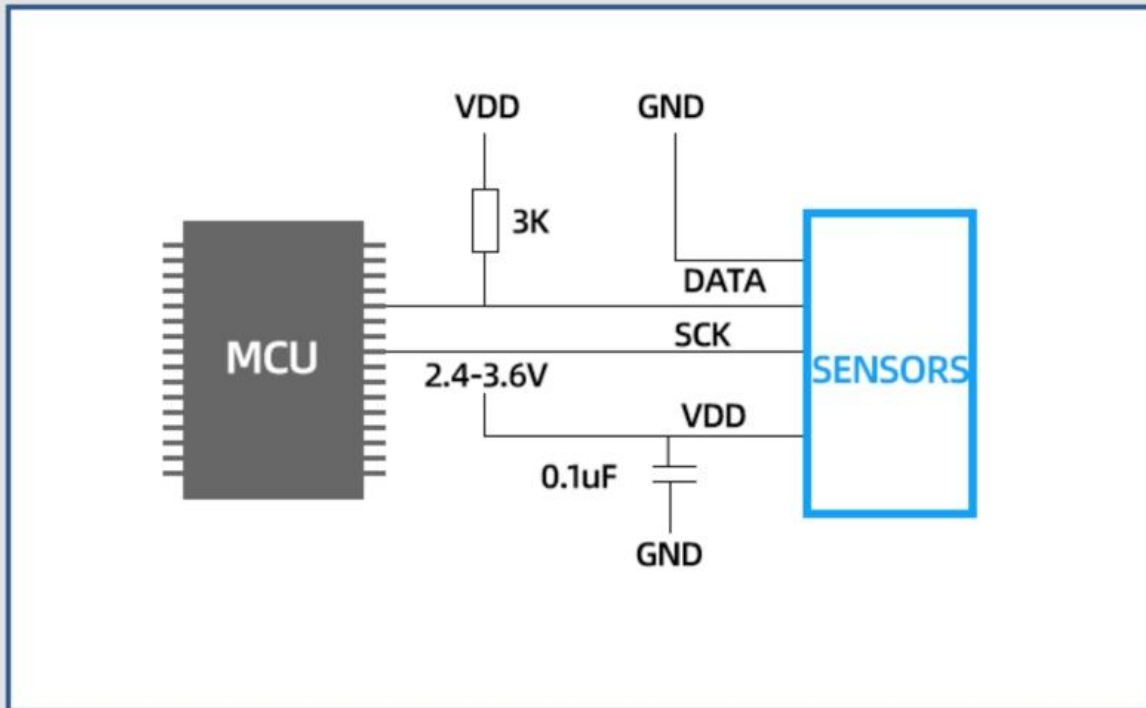 VDD
GND
3K
DATA
SCK
MCU
2.4-3.6V
SENSORS
VDD
0.1uF
GND